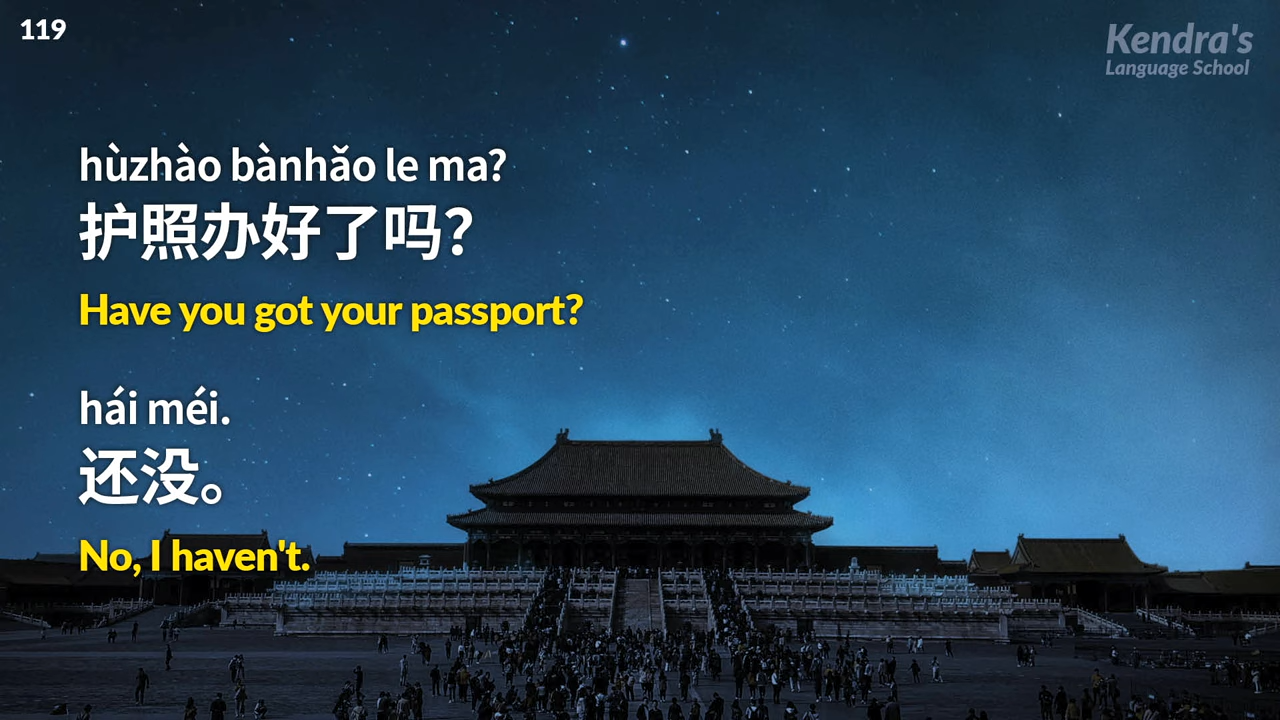 119
Kendra's
Language School
hùzhào bànhǎo le ma?
护照办好了吗?
Have you got your passport?
hái méi.
还没。
No, I haven't.